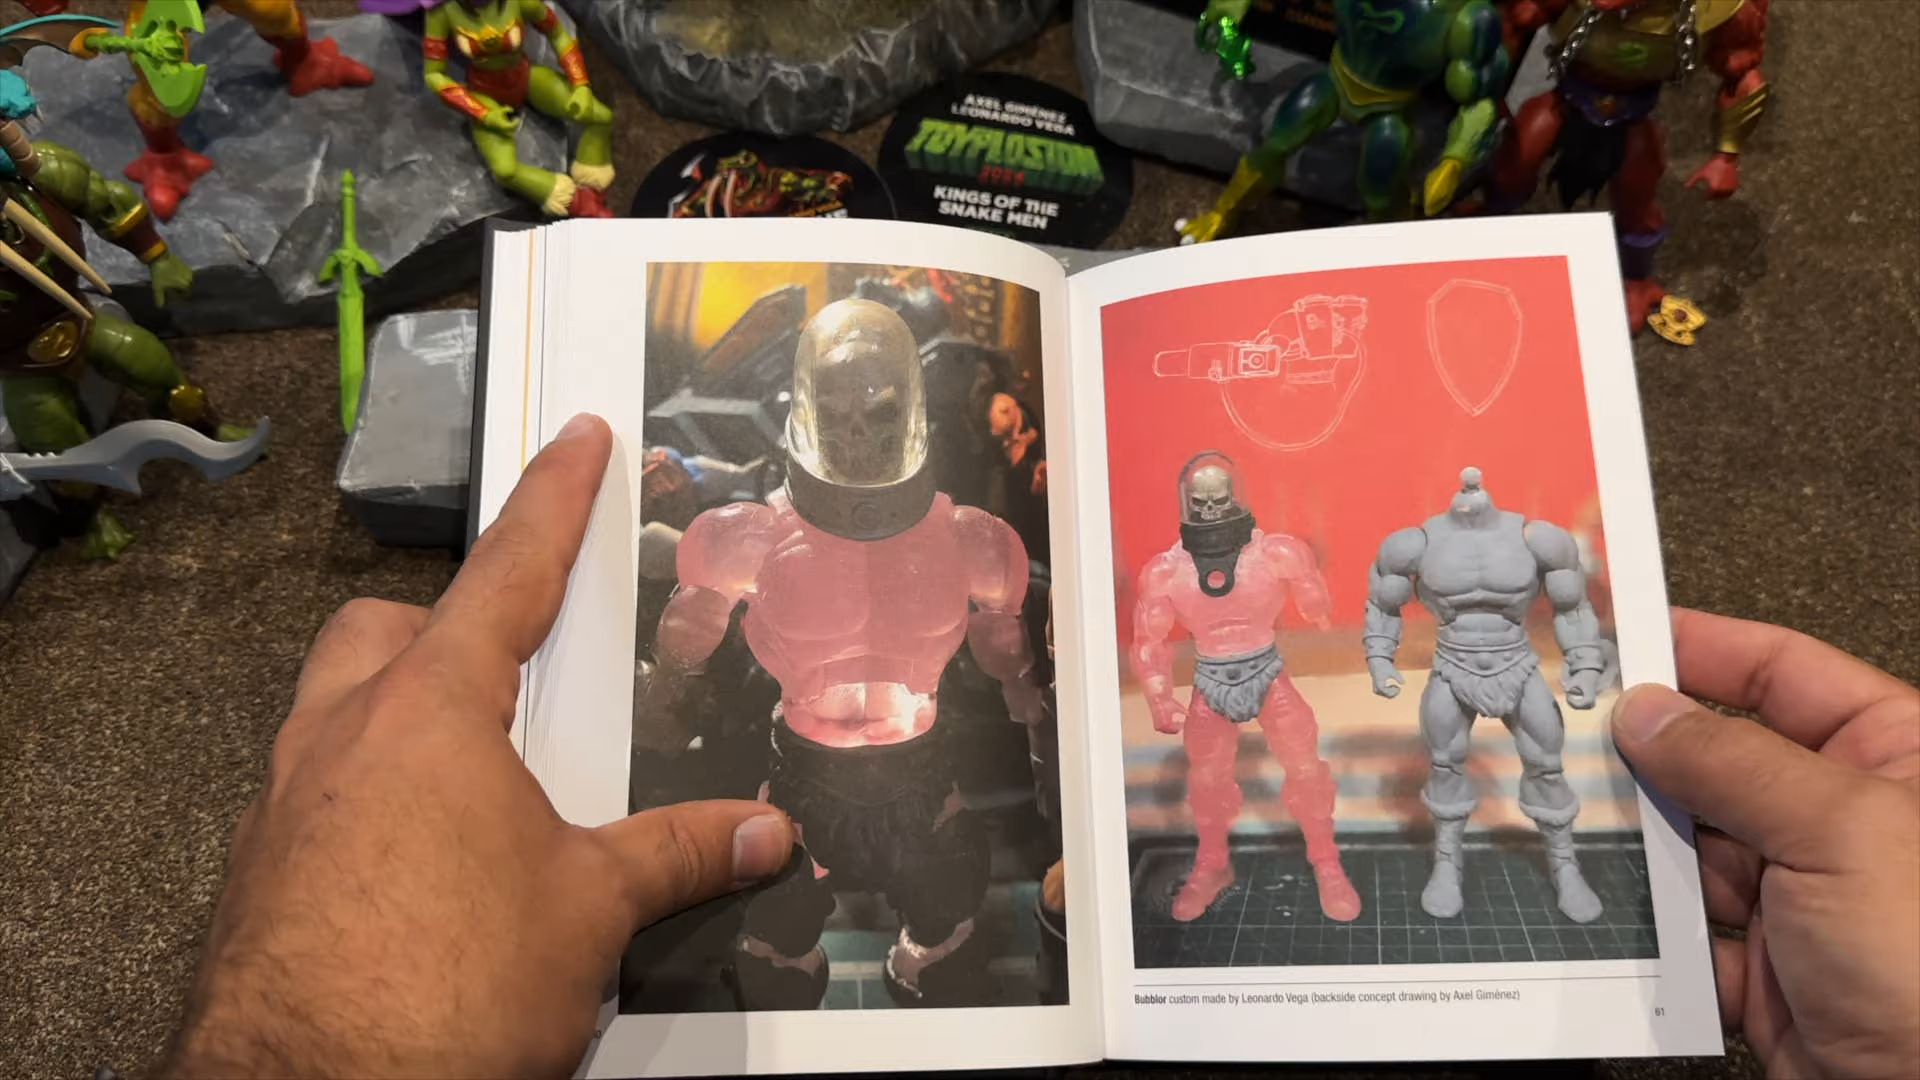 AXEL GIMÉNEZ
LEONARDO VEGA
TOYPLOSION
2024
KINGS OF THE
SNAKE MEN
Bubblor custom made by Leonardo Vega (backside concept drawing by Axel Giménez)
61